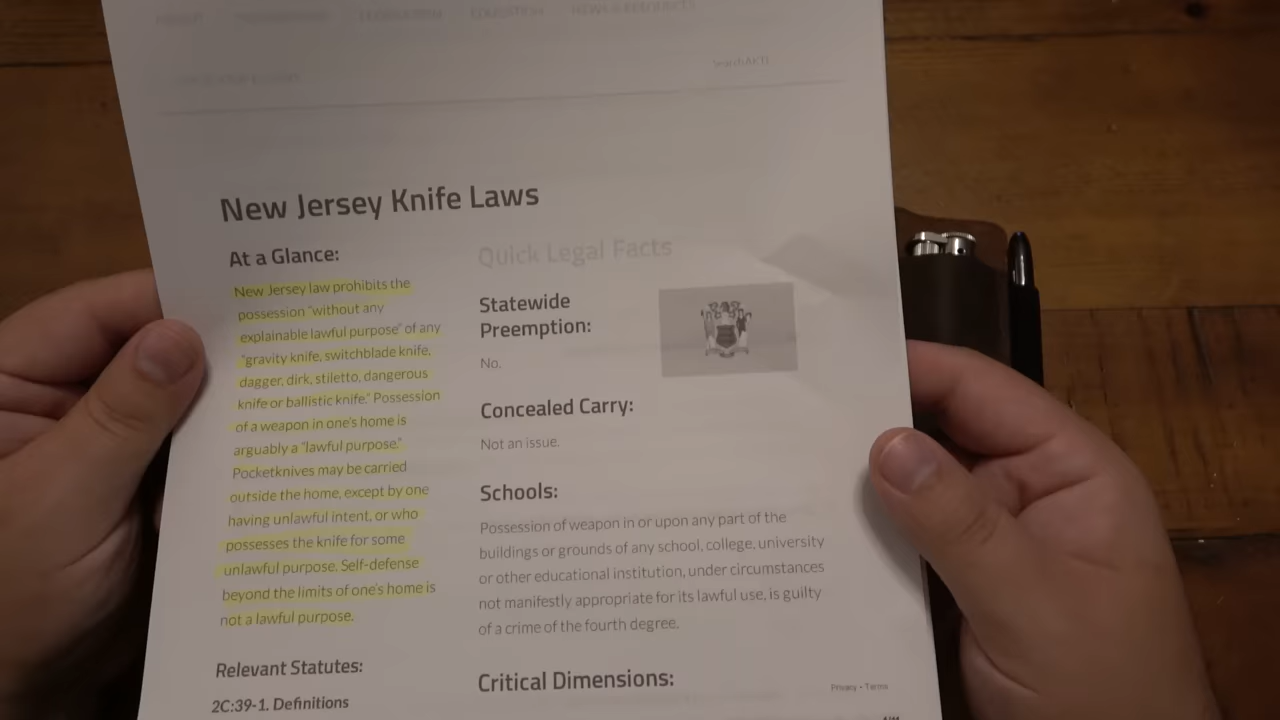 EDUCATION
NEWS & RESOURCES
Search AKTI
New Jersey Knife Laws
At a Glance:
New Jersey law prohibits the
possession "without any
explainable lawful purpose" of any
"gravity knife, switchblade knife,
dagger, dirk, stiletto, dangerous
knife or ballistic knife." Possession
of a weapon in one's home is
arguably a "lawful purpose."
Pocketknives may be carried
outside the home, except by one
having unlawful intent, or who
possesses the knife for some
unlawful purpose. Self-defense
beyond the limits of one's home is
not a lawful purpose.
Relevant Statutes:
2C:39-1. Definitions
Quick Legal Facts
Statewide
Preemption:
No.
Concealed Carry:
Not an issue.
Schools:
Possession of weapon in or upon any part of the
buildings or grounds of any school, college, university
or other educational institution, under circumstances
not manifestly appropriate for its lawful use, is guilty
of a crime of the fourth degree.
Critical Dimensions:
Privacy - Terms